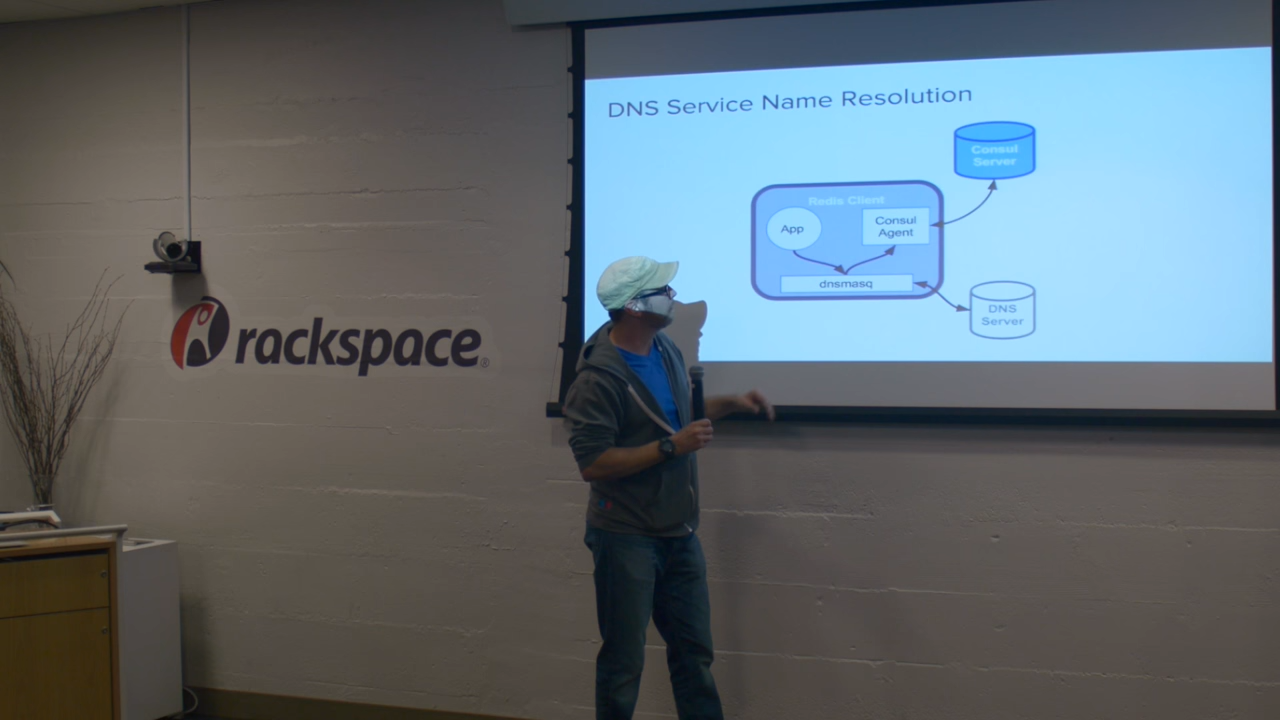 DNS Service Name Resolution
Consul
Server
Redis Client
App
Consul
Agent
dnsmasq
DNS
Server
rackspace®